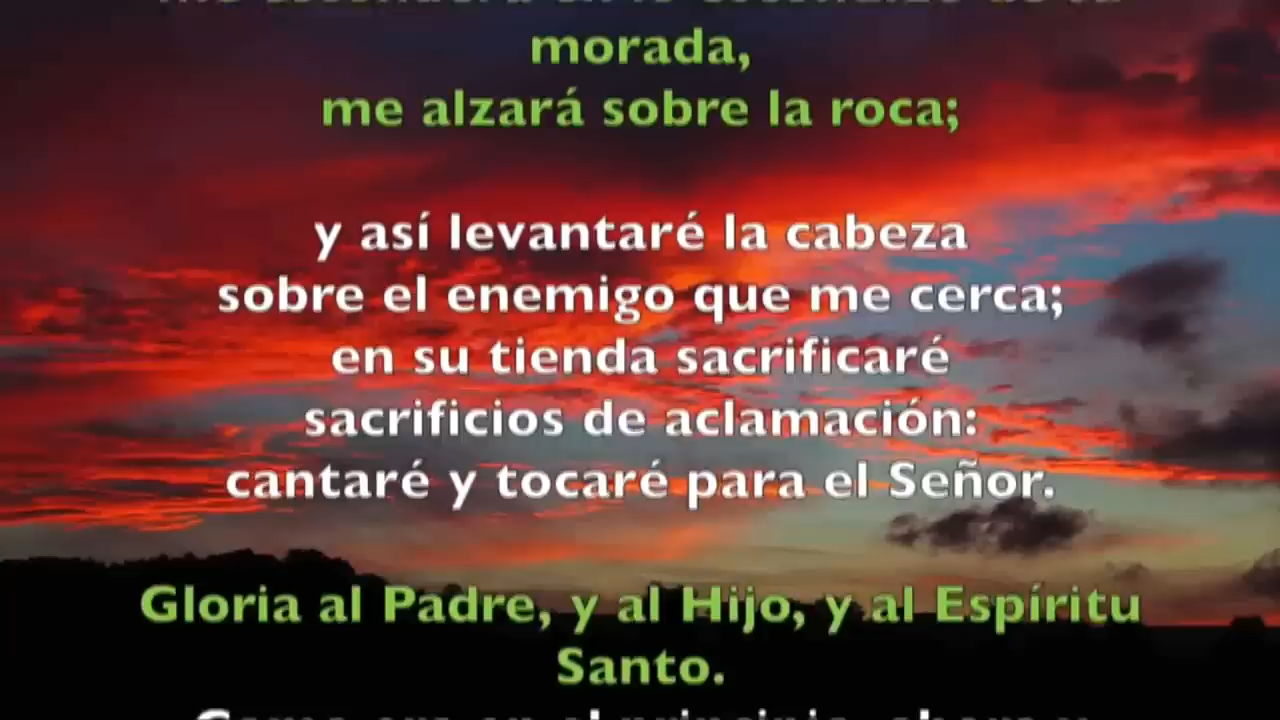 morada,
me alzará sobre la roca;
y así levantaré la cabeza
sobre el enemigo que me cerca;
en su tienda sacrificaré
sacrificios de aclamación:
cantaré y tocaré para el Señor.
Gloria al Padre, y al Hijo, y al Espíritu
Santo.